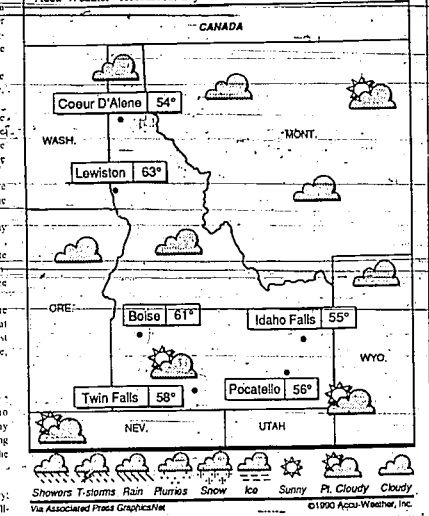 CANADA
Coeur D'Alene 54°
WASH.
MONT.
Lewiston 63°
ORE.
Boise 61°
Idaho Falls 55°
WYO.
Twin Falls 58°
Pocatello 56°
NEV.
UTAH
Showers T-storms Rain Flurries Snow Ice Sunny Pt. Cloudy Cloudy
Via Associated Press GraphicsNet
©1990 Accu-Weather, Inc.